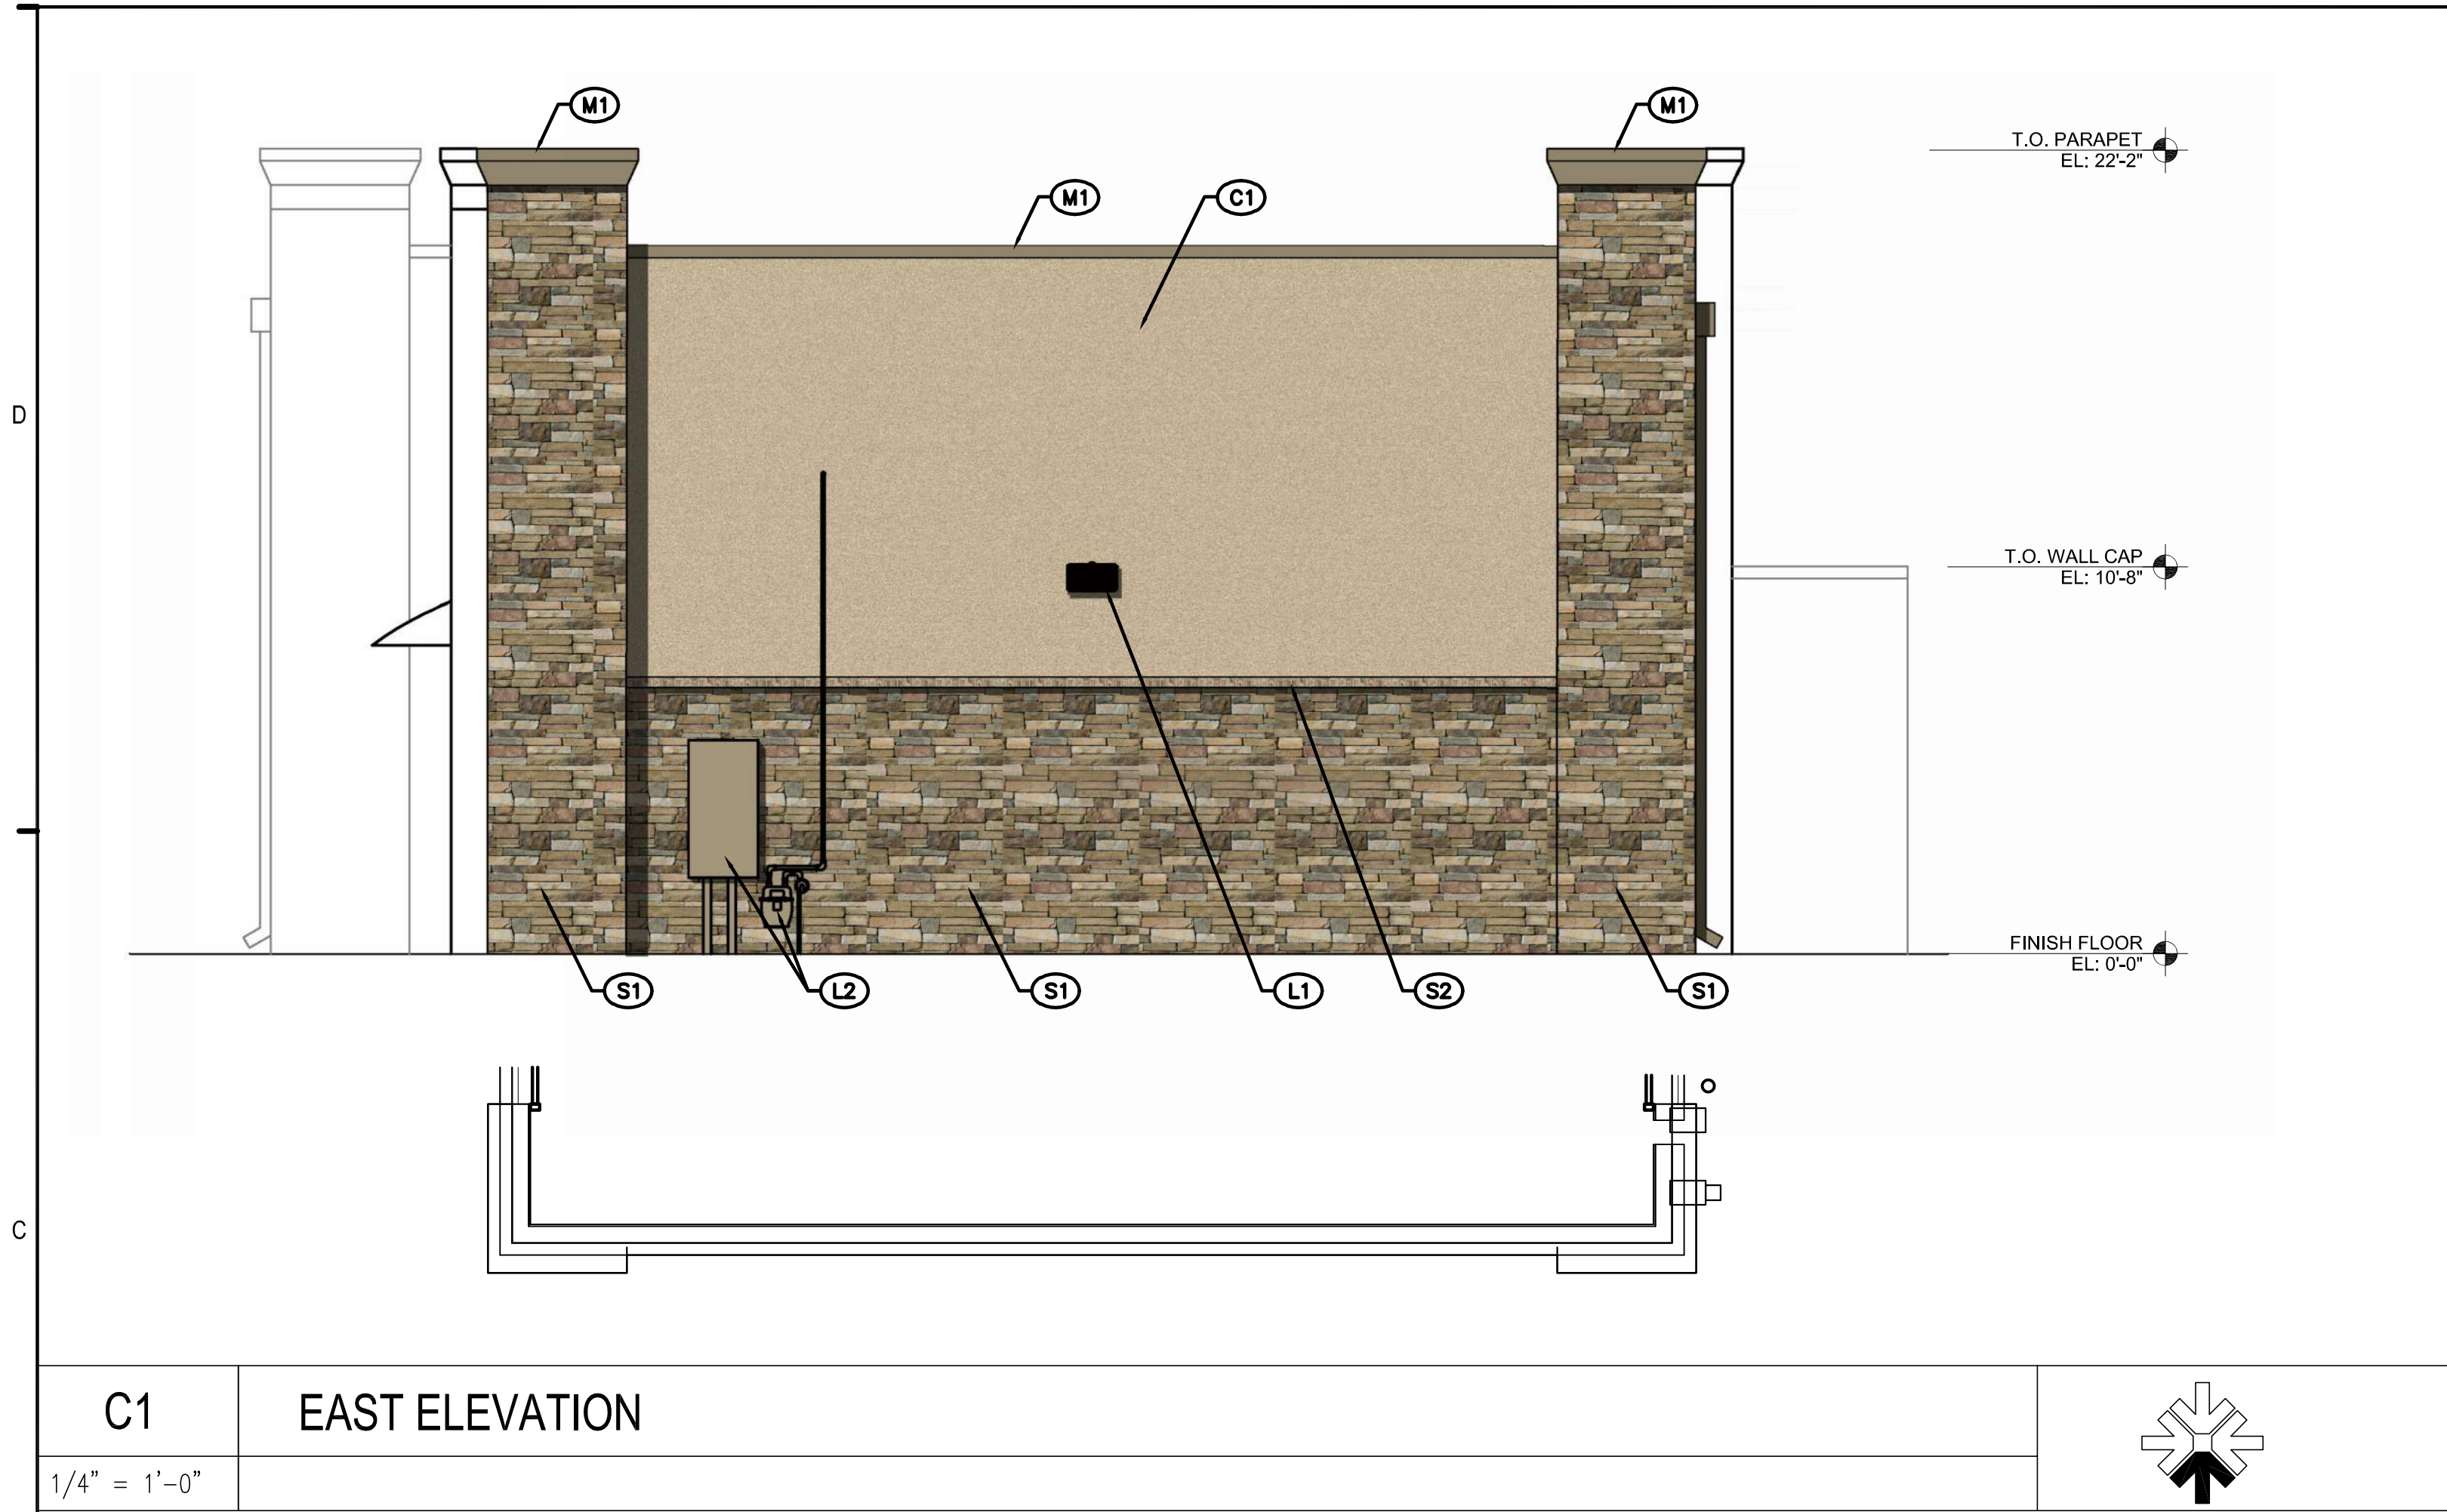 M1
M1
T.O. PARAPET
EL: 22'-2"
M1
C1
D
T.O. WALL CAP
EL: 10'-8"
FINISH FLOOR
EL: 0'-0"
S1
L2
S1
L1
S2
S1
C
C1
EAST ELEVATION
1/4" = 1'-0"